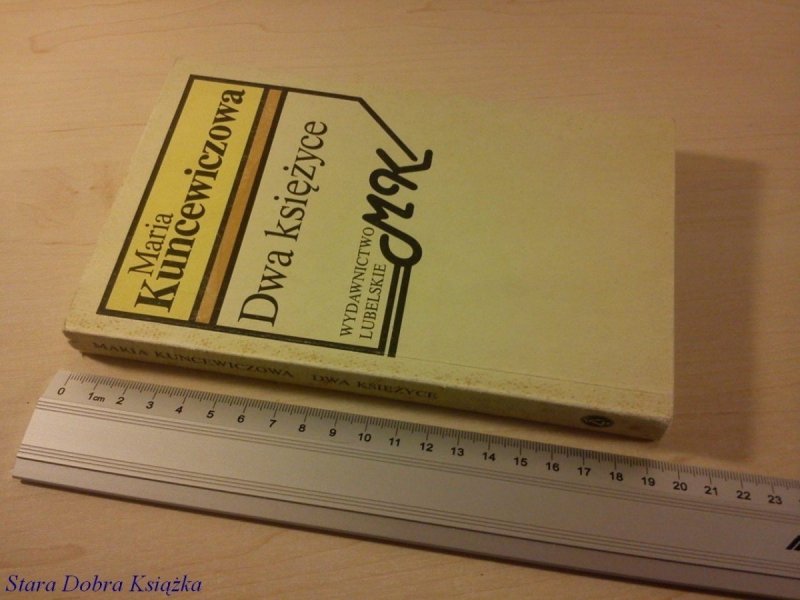 Maria
Kuncewiczowa
Dwa księżyce
WYDAWNICTWO
LUBELSKIE
MK
MARIA KUNCEWICZOWA DWA KSIĘŻYCE
0 1cm 2 3 4 5 6 7 8 9 10 11 12 13 14 15 16 17 18 19 20 21 22 23
Stara Dobra Książka